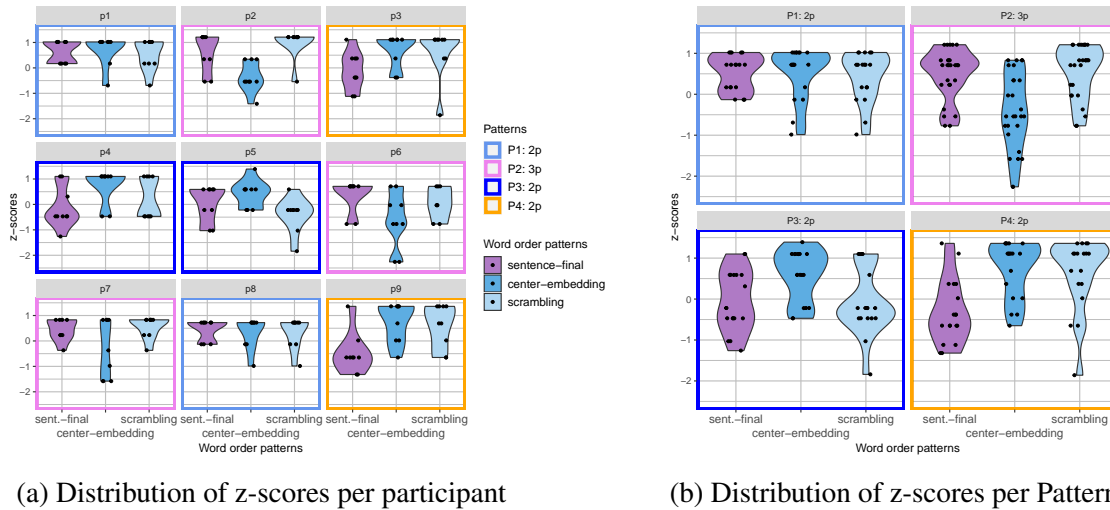 p1
p2
p3
1
0
−1
−2
p4
p5
p6
1
0
−1
−2
p7
p8
p9
1
0
−1
−2
z−scores
sent.−final scrambling sent.−final scrambling sent.−final scrambling
center−embedding center−embedding center−embedding
Word order patterns
Patterns
P1: 2p
P2: 3p
P3: 2p
P4: 2p
Word order patterns
sentence−final
center−embedding
scrambling
P1: 2p
P2: 3p
1
0
−1
−2
P3: 2p
P4: 2p
1
0
−1
−2
z−scores
sent.−final scrambling sent.−final scrambling
center−embedding center−embedding
Word order patterns
(a) Distribution of z-scores per participant
(b) Distribution of z-scores per Pattern